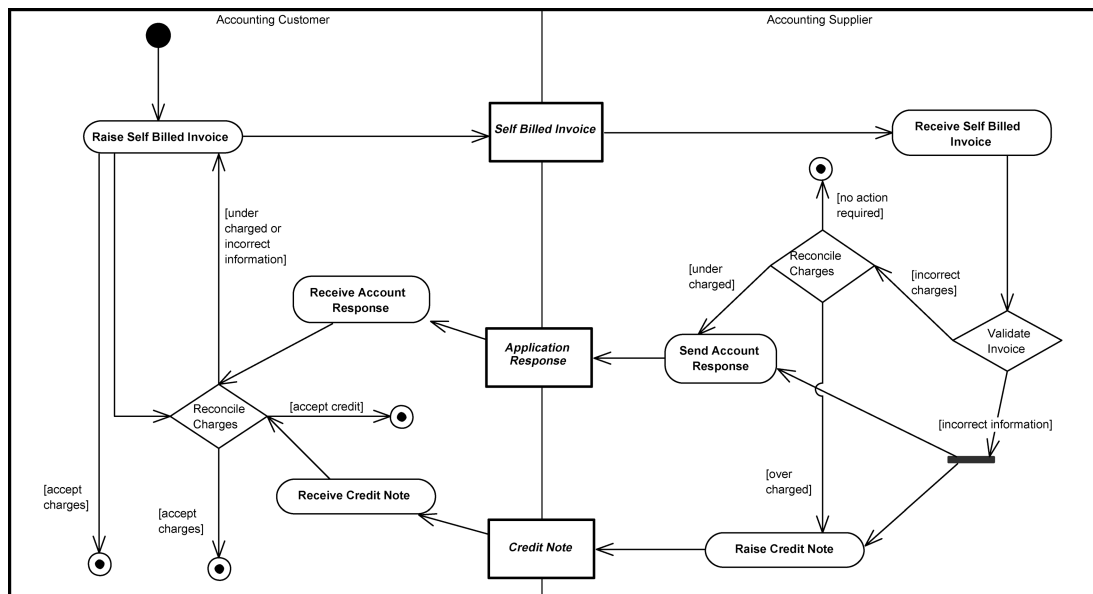 Accounting Customer
Accounting Supplier
Raise Self Billed Invoice
Self Billed Invoice
Receive Self Billed
Invoice
[no action
required]
[under
charged or
incorrect
information]
Reconcile
Charges
[under
charged]
[incorrect
charges]
Receive Account
Response
Application
Response
Send Account
Response
Validate
Invoice
Reconcile
Charges
[accept credit]
[incorrect information]
[over
charged]
[accept
charges]
Receive Credit Note
[accept
charges]
Credit Note
Raise Credit Note